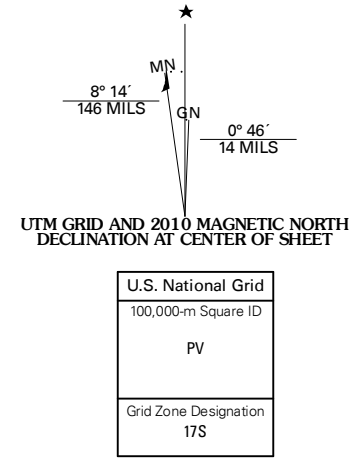 MN
8° 14´
146 MILS
GN
0° 46´
14 MILS
UTM GRID AND 2010 MAGNETIC NORTH
DECLINATION AT CENTER OF SHEET
U.S. National Grid
100,000-m Square ID
PV
Grid Zone Designation
17S